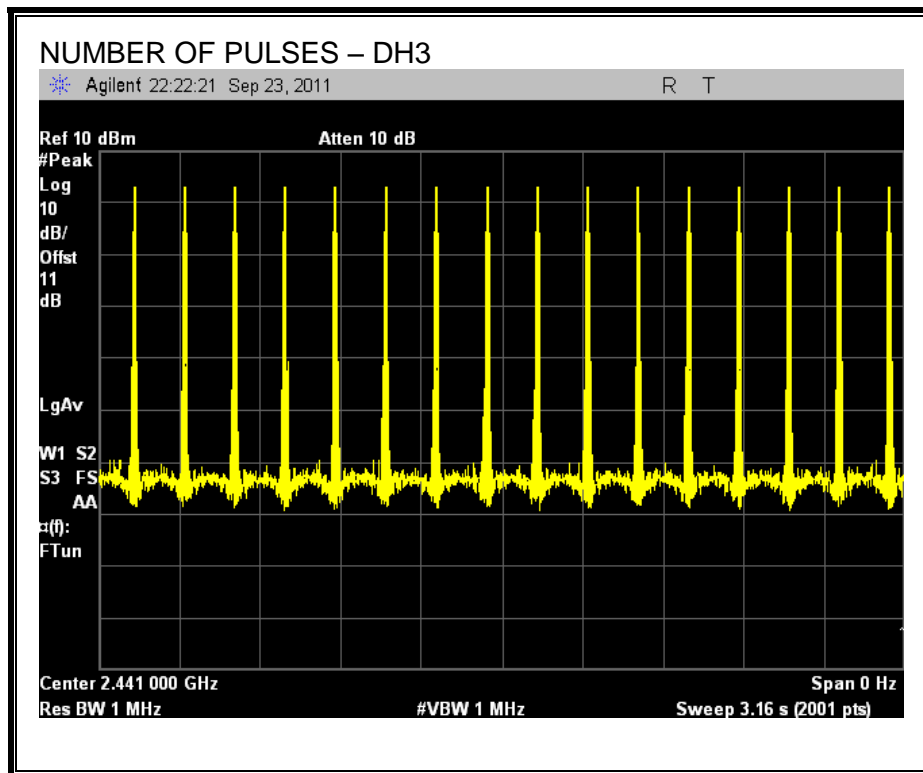 NUMBER OF PULSES – DH3
Agilent 22:22:21 Sep 23, 2011 R T
Ref 10 dBm Atten 10 dB
#Peak
Log
10
dB/
Offst
11
dB
LgAv
W1 S2
S3 FS
AA
¤(f):
FTun
Center 2.441 000 GHz Span 0 Hz
Res BW 1 MHz #VBW 1 MHz Sweep 3.16 s (2001 pts)